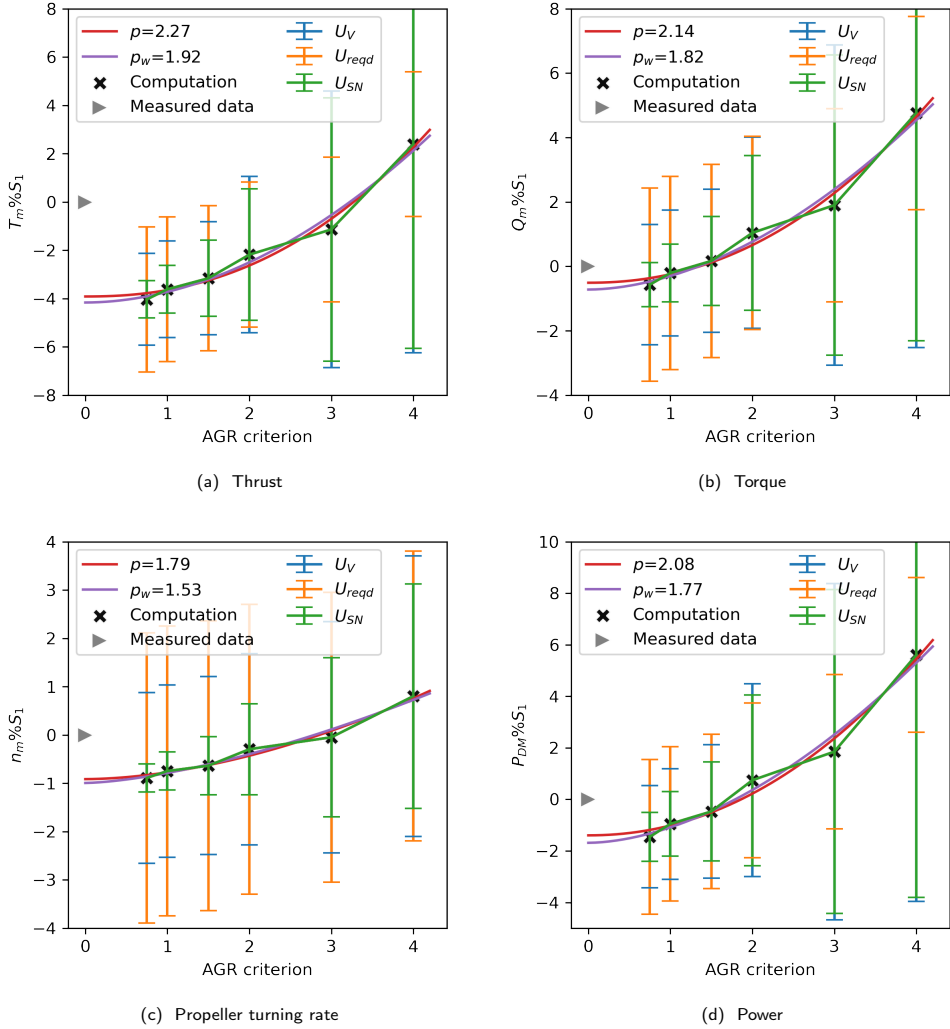 8
6
4
2
0
−2
−4
−6
−8
T_m%S_1
p=2.27
p_w=1.92
Computation
Measured data
U_V
U_reqd
U_SN
0 1 2 3 4
AGR criterion
(a) Thrust
8
6
4
2
0
−2
−4
Q_m%S_1
p=2.14
p_w=1.82
Computation
Measured data
U_V
U_reqd
U_SN
0 1 2 3 4
AGR criterion
(b) Torque
4
3
2
1
0
−1
−2
−3
−4
n_m%S_1
p=1.79
p_w=1.53
Computation
Measured data
U_V
U_reqd
U_SN
0 1 2 3 4
AGR criterion
(c) Propeller turning rate
10
8
6
4
2
0
−2
−4
P_DM%S_1
p=2.08
p_w=1.77
Computation
Measured data
U_V
U_reqd
U_SN
0 1 2 3 4
AGR criterion
(d) Power